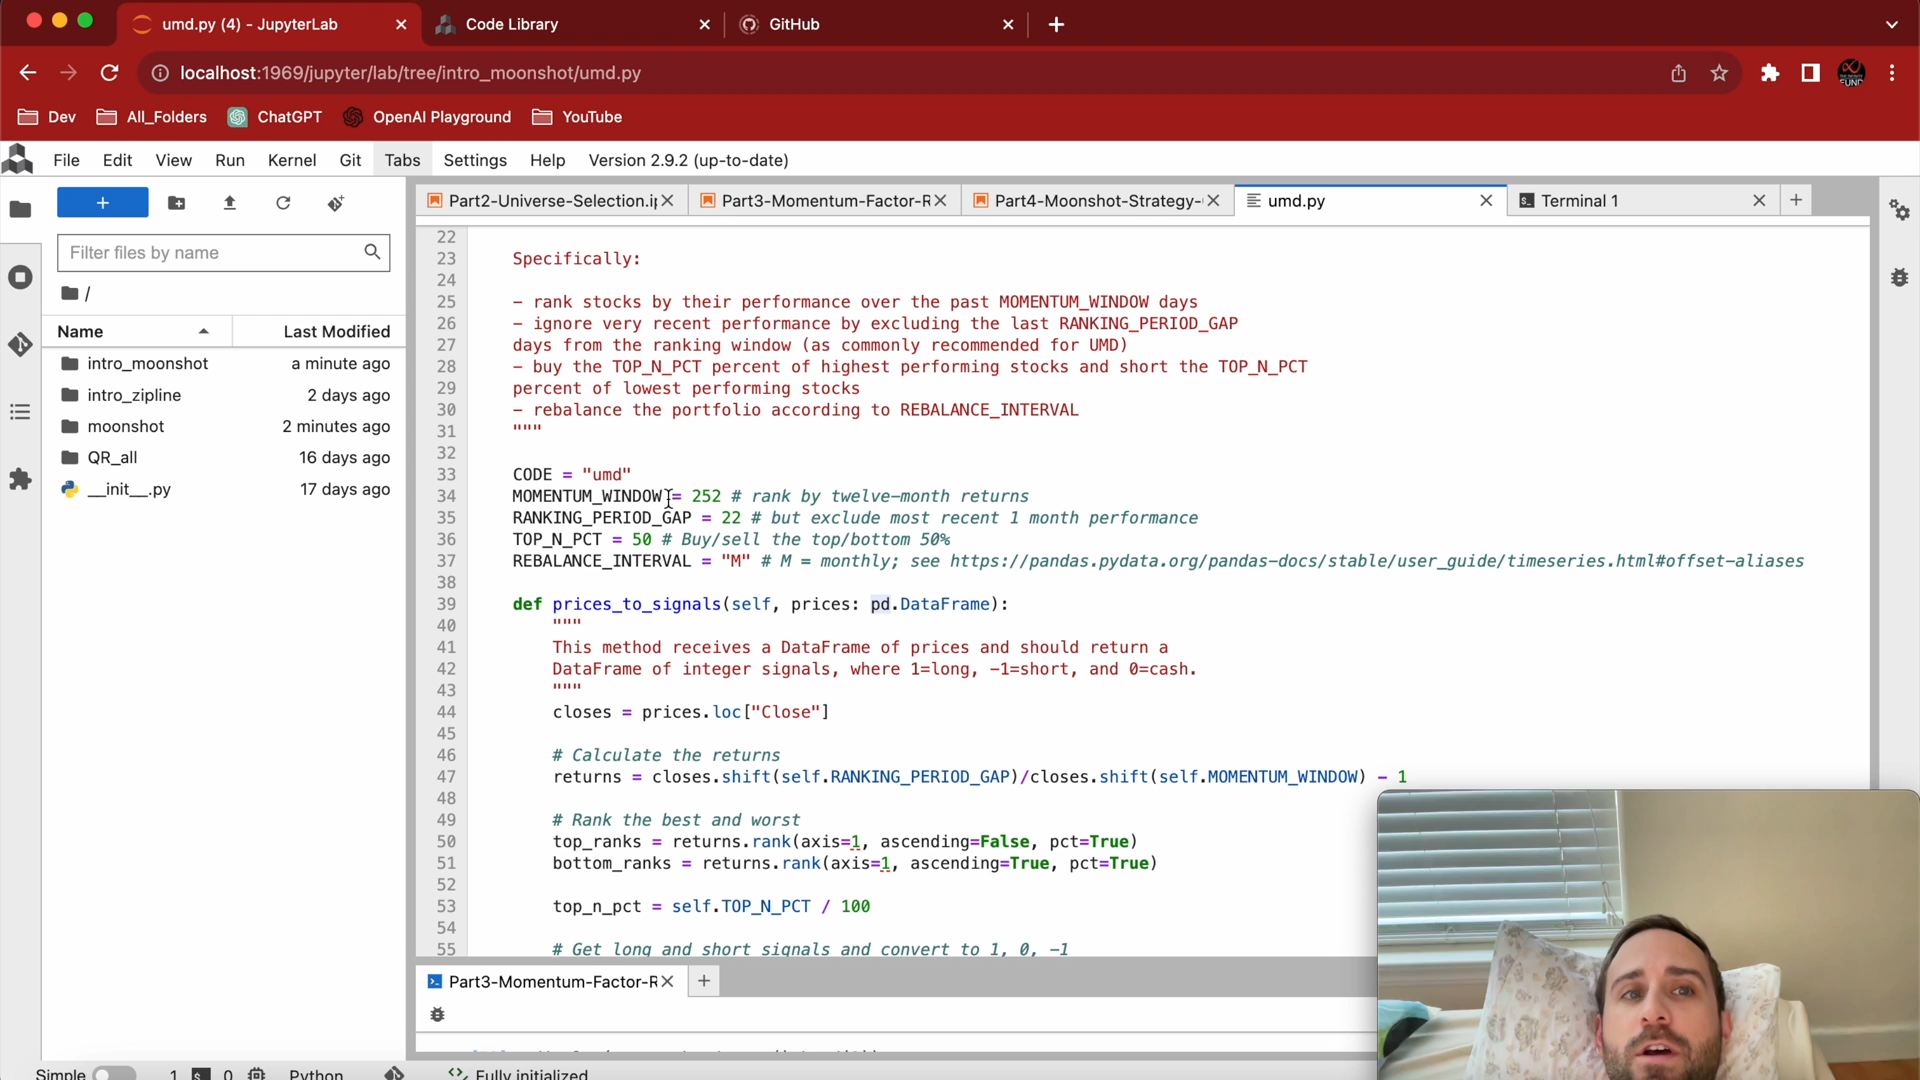 umd.py (4) - JupyterLab
Code Library
GitHub
localhost:1969/jupyter/lab/tree/intro_moonshot/umd.py
Dev All_Folders ChatGPT OpenAI Playground YouTube
File Edit View Run Kernel Git Tabs Settings Help Version 2.9.2 (up-to-date)
Part2-Universe-Selection.i
Part3-Momentum-Factor-R
Part4-Moonshot-Strategy-
umd.py
Terminal 1
Filter files by name
/
Name Last Modified
intro_moonshot a minute ago
intro_zipline 2 days ago
moonshot 2 minutes ago
QR_all 16 days ago
__init__.py 17 days ago
22
23 Specifically:
24
25 - rank stocks by their performance over the past MOMENTUM_WINDOW days
26 - ignore very recent performance by excluding the last RANKING_PERIOD_GAP
27 days from the ranking window (as commonly recommended for UMD)
28 - buy the TOP_N_PCT percent of highest performing stocks and short the TOP_N_PCT
29 percent of lowest performing stocks
30 - rebalance the portfolio according to REBALANCE_INTERVAL
31 """
32
33 CODE = "umd"
34 MOMENTUM_WINDOW = 252 # rank by twelve-month returns
35 RANKING_PERIOD_GAP = 22 # but exclude most recent 1 month performance
36 TOP_N_PCT = 50 # Buy/sell the top/bottom 50%
37 REBALANCE_INTERVAL = "M" # M = monthly; see https://pandas.pydata.org/pandas-docs/stable/user_guide/timeseries.html#offset-aliases
38
39 def prices_to_signals(self, prices: pd.DataFrame):
40 """
41 This method receives a DataFrame of prices and should return a
42 DataFrame of integer signals, where 1=long, -1=short, and 0=cash.
43 """
44 closes = prices.loc["Close"]
45
46 # Calculate the returns
47 returns = closes.shift(self.RANKING_PERIOD_GAP)/closes.shift(self.MOMENTUM_WINDOW) - 1
48
49 # Rank the best and worst
50 top_ranks = returns.rank(axis=1, ascending=False, pct=True)
51 bottom_ranks = returns.rank(axis=1, ascending=True, pct=True)
52
53 top_n_pct = self.TOP_N_PCT / 100
54
55 # Get long and short signals and convert to 1, 0, -1
Part3-Momentum-Factor-R
Simple 1 0 Python Fully initialized